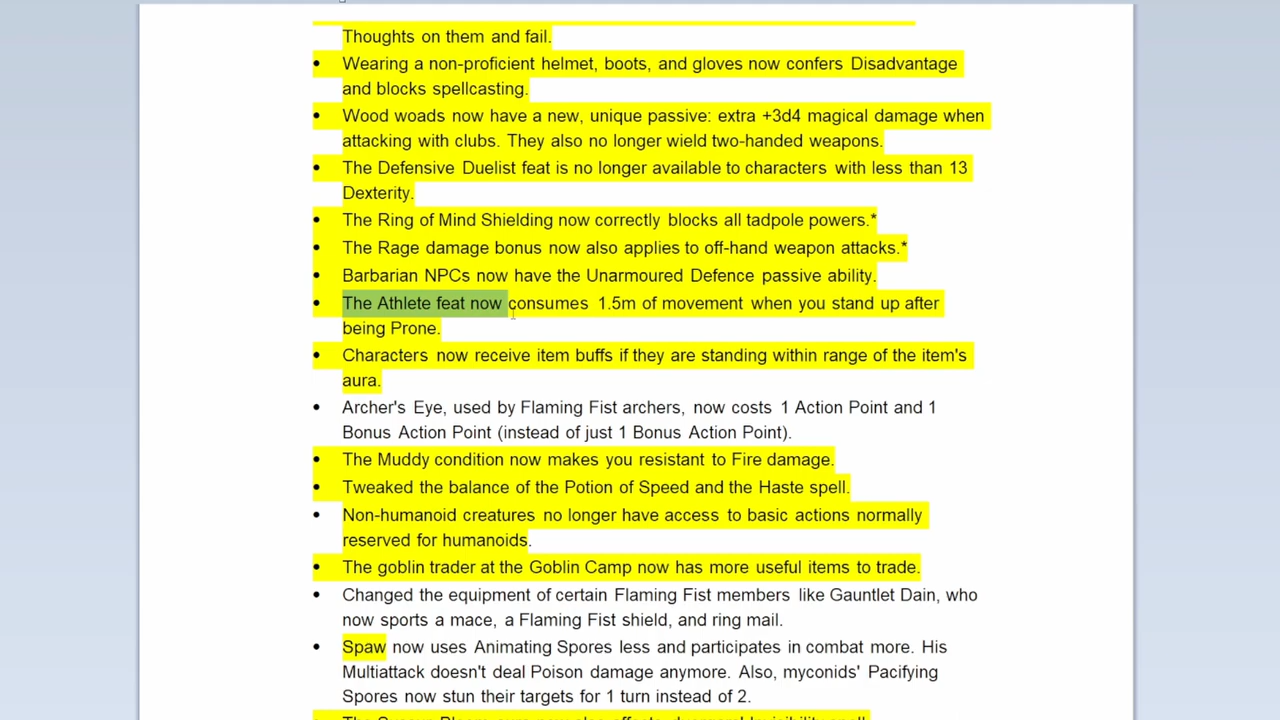 Thoughts on them and fail.
• Wearing a non-proficient helmet, boots, and gloves now confers Disadvantage
and blocks spellcasting.
• Wood woads now have a new, unique passive: extra +3d4 magical damage when
attacking with clubs. They also no longer wield two-handed weapons.
• The Defensive Duelist feat is no longer available to characters with less than 13
Dexterity.
• The Ring of Mind Shielding now correctly blocks all tadpole powers.*
• The Rage damage bonus now also applies to off-hand weapon attacks.*
• Barbarian NPCs now have the Unarmoured Defence passive ability.
• The Athlete feat now consumes 1.5m of movement when you stand up after
being Prone.
• Characters now receive item buffs if they are standing within range of the item's
aura.
• Archer's Eye, used by Flaming Fist archers, now costs 1 Action Point and 1
Bonus Action Point (instead of just 1 Bonus Action Point).
• The Muddy condition now makes you resistant to Fire damage.
• Tweaked the balance of the Potion of Speed and the Haste spell.
• Non-humanoid creatures no longer have access to basic actions normally
reserved for humanoids.
• The goblin trader at the Goblin Camp now has more useful items to trade.
• Changed the equipment of certain Flaming Fist members like Gauntlet Dain, who
now sports a mace, a Flaming Fist shield, and ring mail.
• Spaw now uses Animating Spores less and participates in combat more. His
Multiattack doesn't deal Poison damage anymore. Also, myconids' Pacifying
Spores now stun their targets for 1 turn instead of 2.